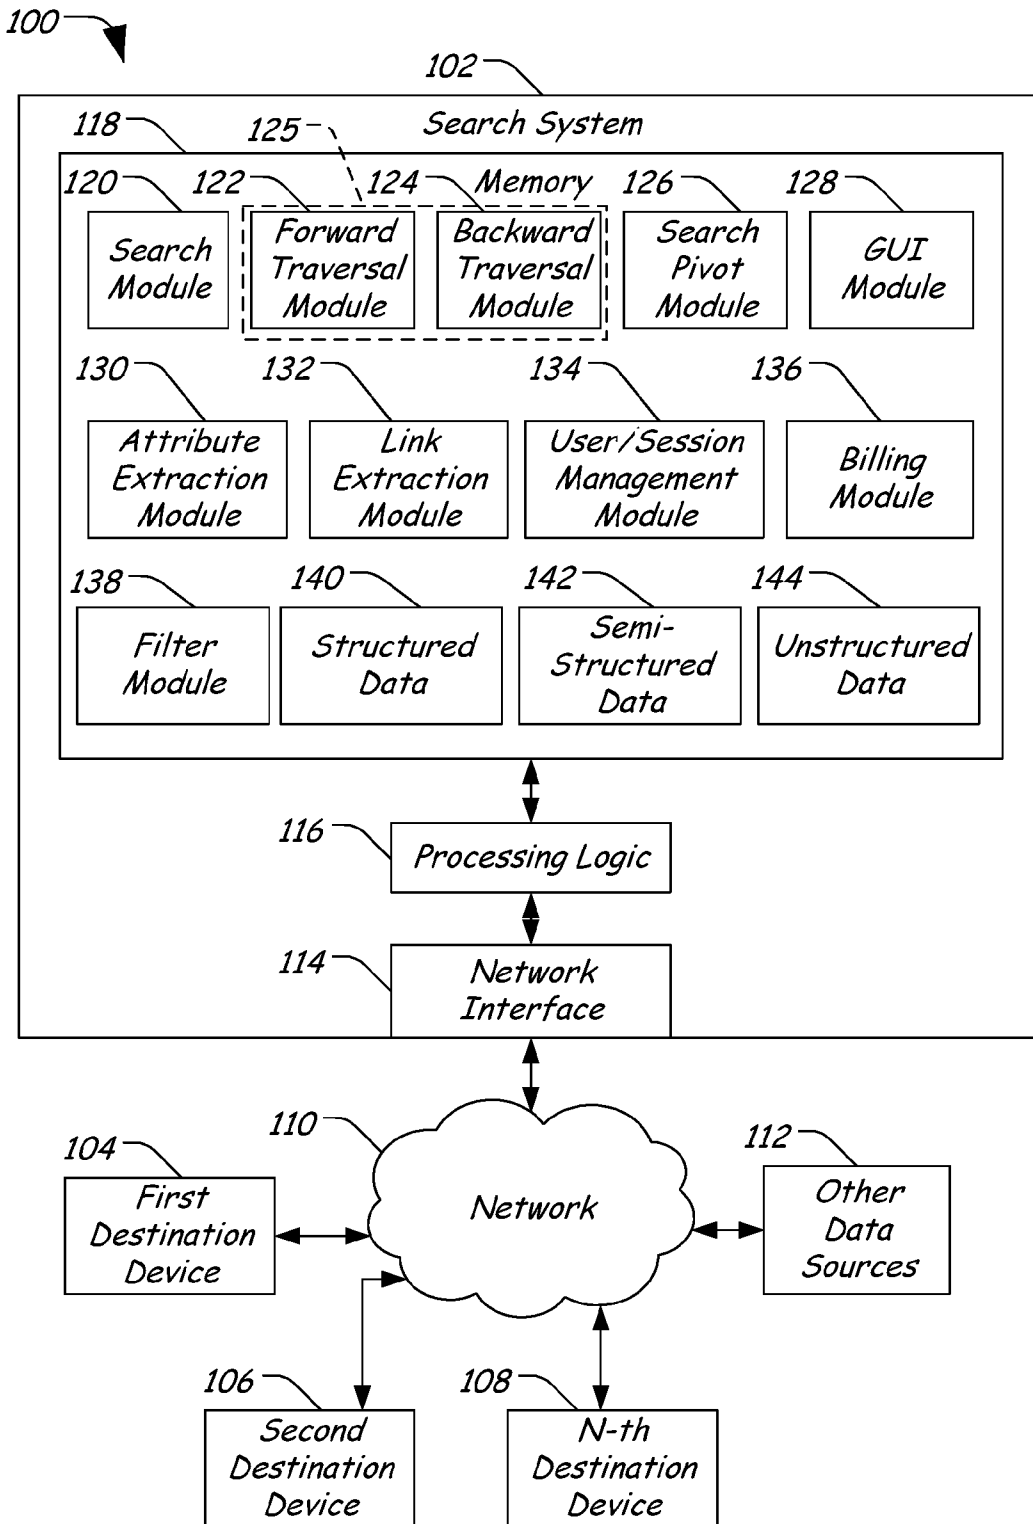 100
102
Search System
118
125
Memory
120
122
124
126
128
Search
Module
Forward
Traversal
Module
Backward
Traversal
Module
Search
Pivot
Module
GUI
Module
130
132
134
136
Attribute
Extraction
Module
Link
Extraction
Module
User/Session
Management
Module
Billing
Module
138
140
142
144
Filter
Module
Structured
Data
Semi-
Structured
Data
Unstructured
Data
116
Processing Logic
114
Network
Interface
110
Network
104
First
Destination
Device
112
Other
Data
Sources
106
Second
Destination
Device
108
N-th
Destination
Device